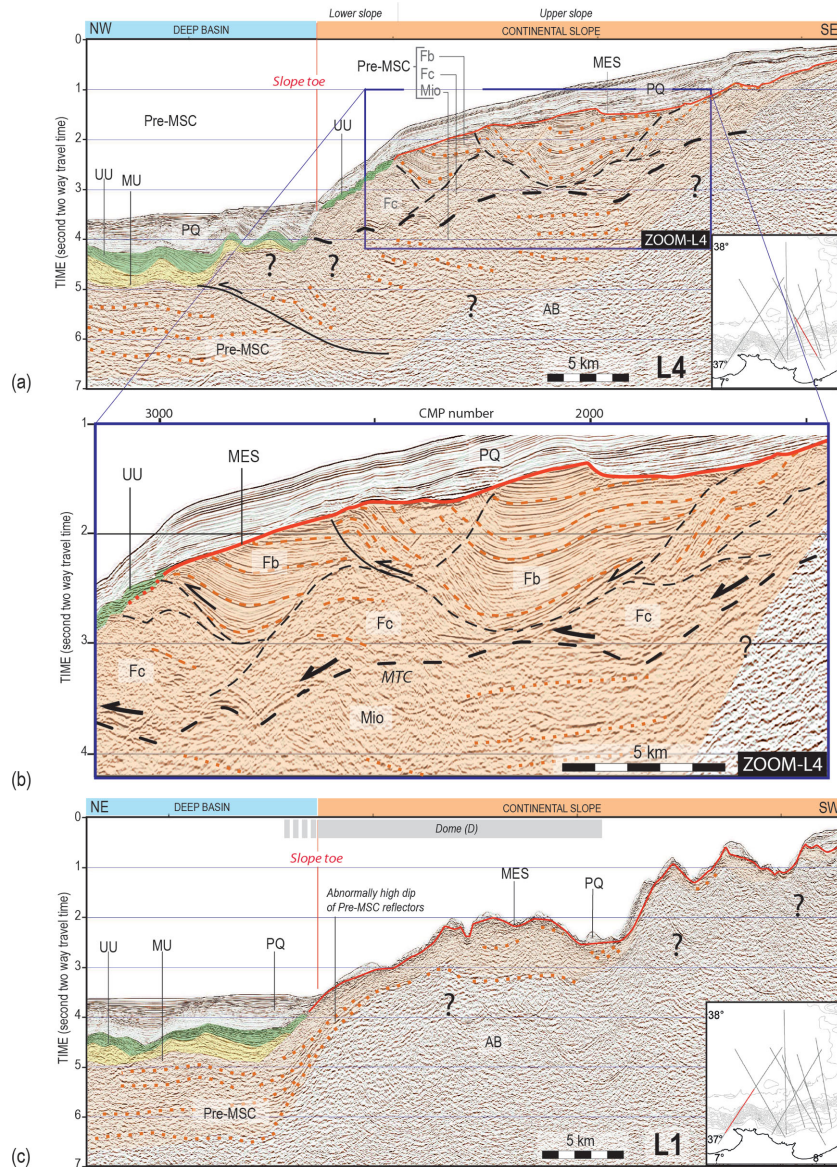 Lower slope Upper slope
NW DEEP BASIN CONTINENTAL SLOPE SE
0
Slope toe
Pre-MSC
Fb
Fc
Mio
MES
PQ
1
Pre-MSC
2
UU
UU
MU
3
Fc
?
PQ
4
?
?
?
ZOOM-L4
5
?
AB
6
Pre-MSC
5 km
L4
7
TIME (second two way travel time)
38°
37°
7°
(a)
3000 CMP number 2000
1
PQ
UU
MES
2
Fb
Fb
Fc
Fc
3
Fc
?
MTC
Mio
4
5 km
ZOOM-L4
TIME (second two way travel time)
(b)
NE DEEP BASIN CONTINENTAL SLOPE SW
0
Dome (D)
Slope toe
1
Abnormally high dip
of Pre-MSC reflectors
MES
PQ
2
?
?
UU
MU
PQ
3
?
4
AB
5
Pre-MSC
6
5 km
L1
7
TIME (second two way travel time)
38°
37°
7°
8°
(c)